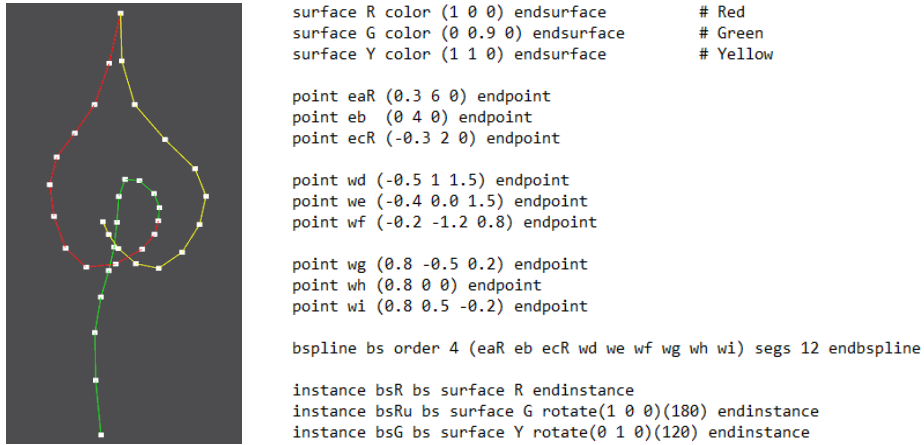 surface R color (1 0 0) endsurface # Red
surface G color (0 0.9 0) endsurface # Green
surface Y color (1 1 0) endsurface # Yellow
point eaR (0.3 6 0) endpoint
point eb (0 4 0) endpoint
point ecR (-0.3 2 0) endpoint
point wd (-0.5 1 1.5) endpoint
point we (-0.4 0.0 1.5) endpoint
point wf (-0.2 -1.2 0.8) endpoint
point wg (0.8 -0.5 0.2) endpoint
point wh (0.8 0 0) endpoint
point wi (0.8 0.5 -0.2) endpoint
bspline bs order 4 (eaR eb ecR wd we wf wg wh wi) segs 12 endbspline
instance bsR bs surface R endinstance
instance bsRu bs surface G rotate(1 0 0)(180) endinstance
instance bsG bs surface Y rotate(0 1 0)(120) endinstance